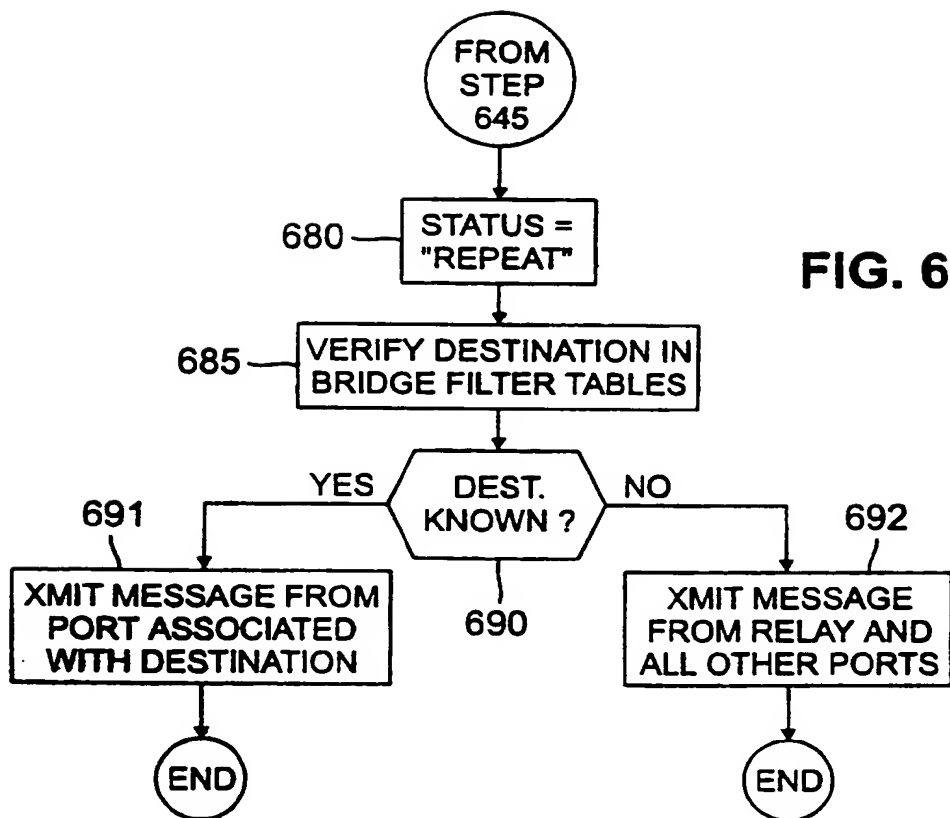 FROM
STEP
645
680
STATUS =
"REPEAT"
FIG. 6
685
VERIFY DESTINATION IN
BRIDGE FILTER TABLES
YES
DEST.
KNOWN ?
NO
691
690
692
XMIT MESSAGE FROM
PORT ASSOCIATED
WITH DESTINATION
XMIT MESSAGE
FROM RELAY AND
ALL OTHER PORTS
END
END